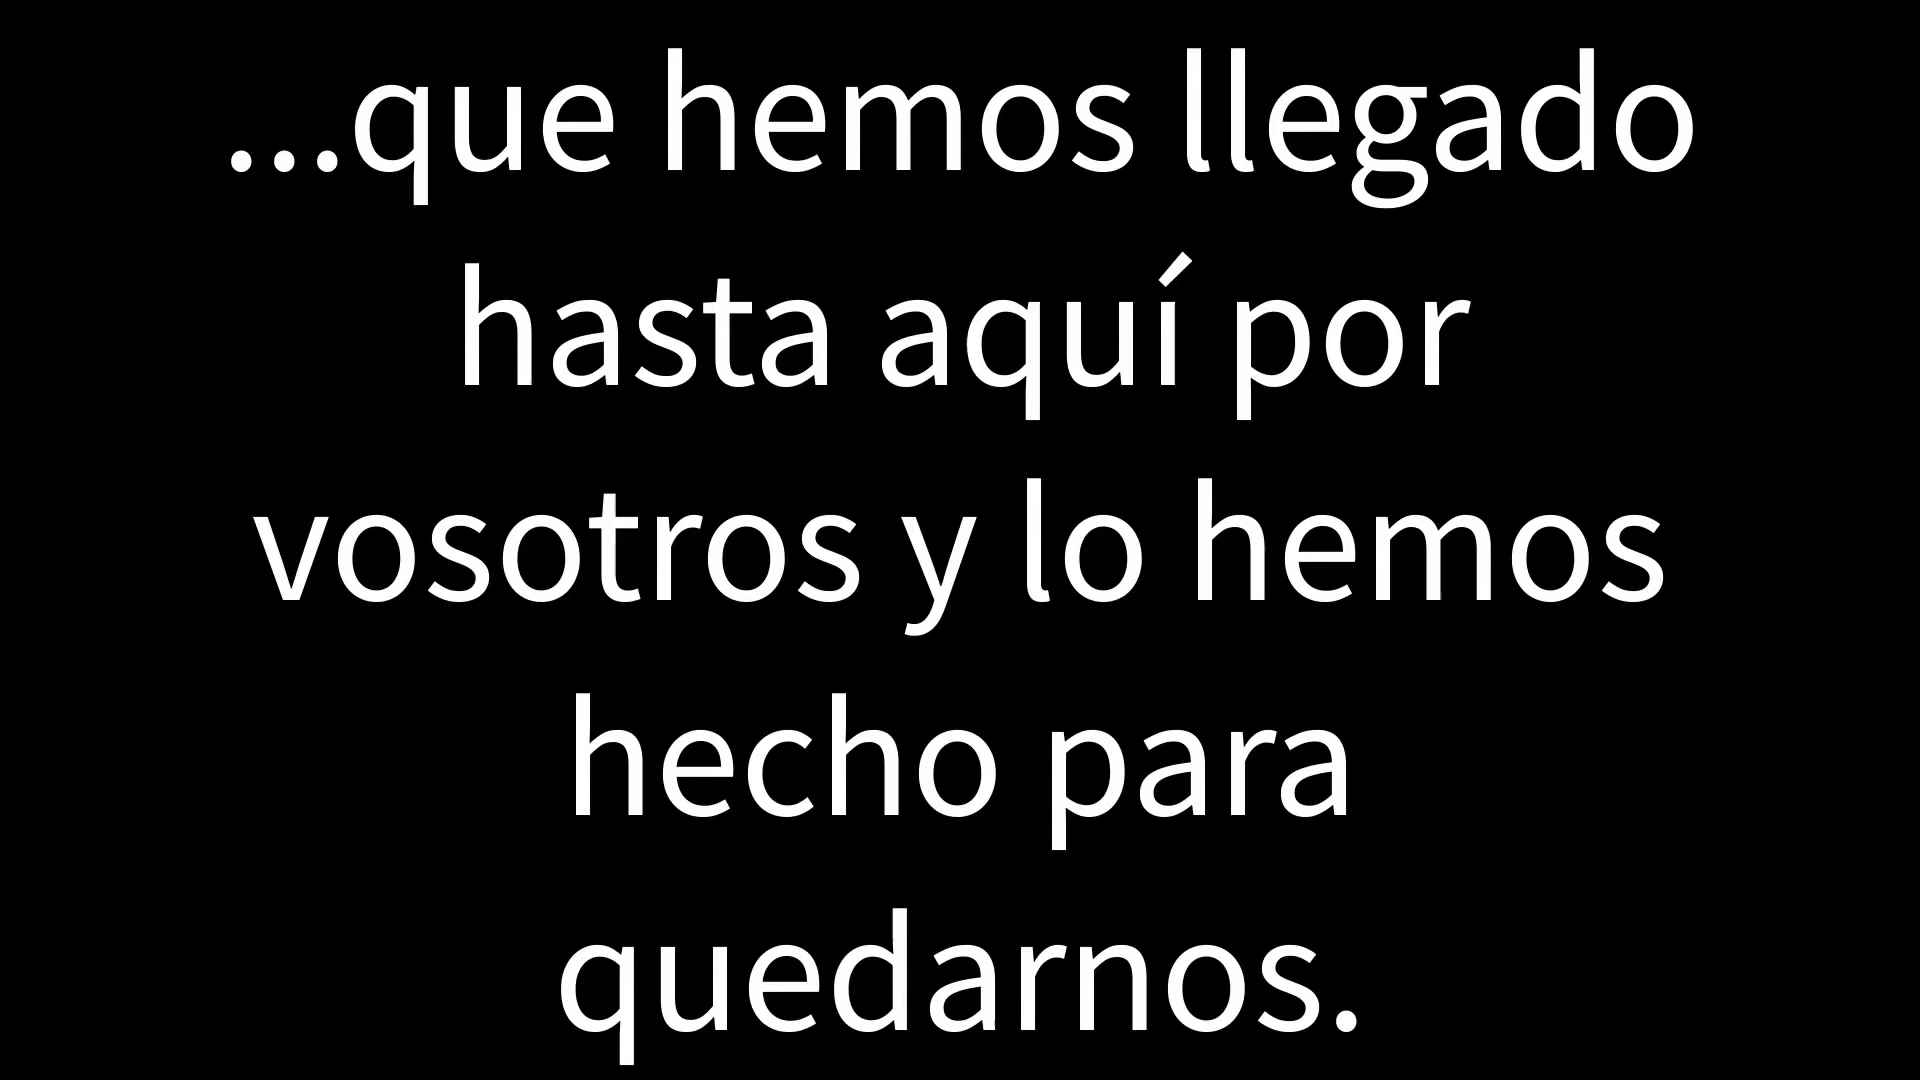 ...que hemos llegado
hasta aquí por
vosotros y lo hemos
hecho para
quedarnos.